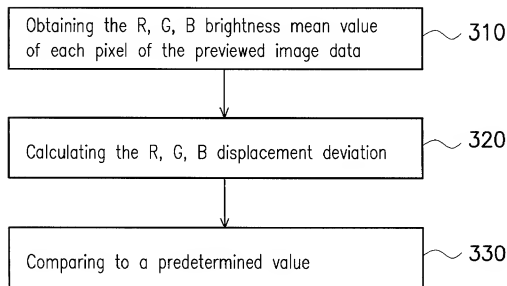 Obtaining the R, G, B brightness mean value
of each pixel of the previewed image data
310
Calculating the R, G, B displacement deviation
320
Comparing to a predetermined value
330